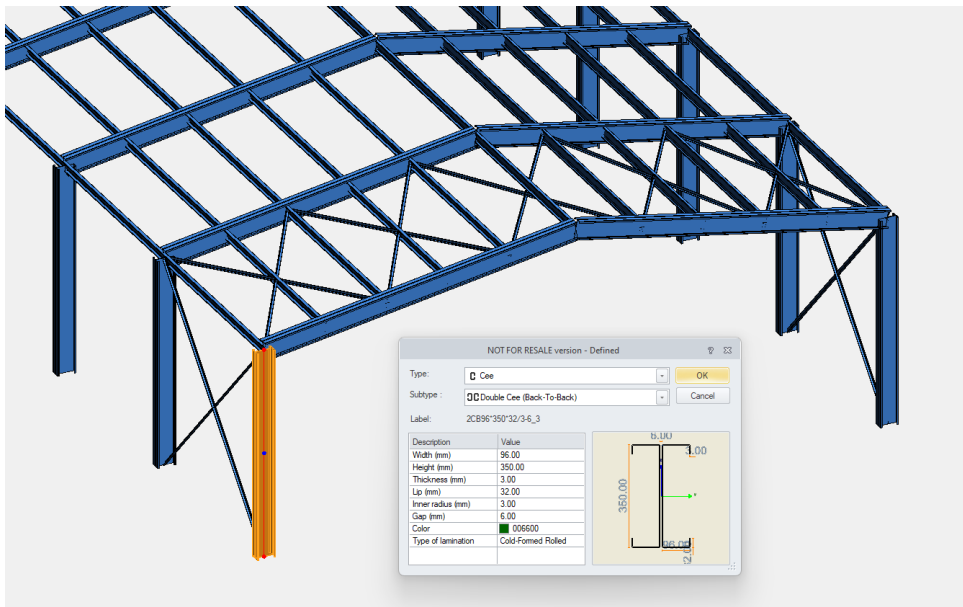 NOT FOR RESALE version - Defined
Type: Cee OK
Subtype : Double Cee (Back-To-Back) Cancel
Label: 2CB96*350*32/3-6_3
Description Value
Width (mm) 96.00
Height (mm) 350.00
Thickness (mm) 3.00
Lip (mm) 32.00
Inner radius (mm) 3.00
Gap (mm) 6.00
Color 006600
Type of lamination Cold-Formed Rolled
6.00
3.00
350.00
96.00